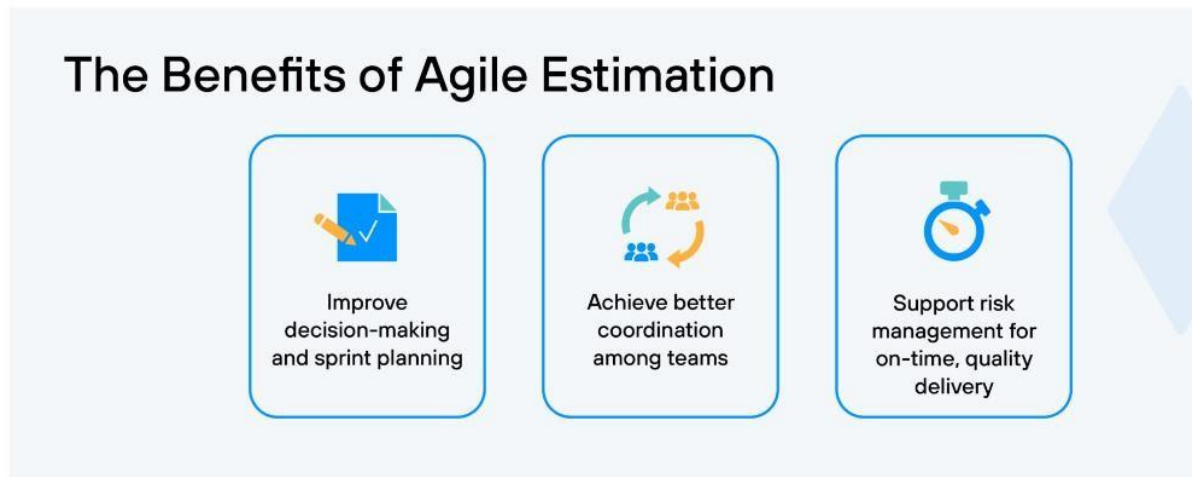 The Benefits of Agile Estimation
Improve
decision-making
and sprint planning
Achieve better
coordination
among teams
Support risk
management for
on-time, quality
delivery